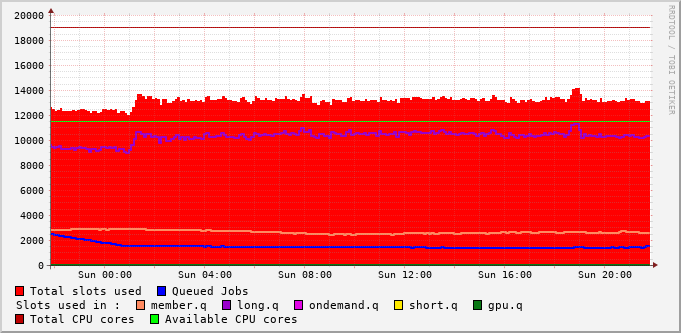 RRDTOOL / TOBI OETIKER
20000
18000
16000
14000
12000
10000
8000
6000
4000
2000
0
Sun 00:00 Sun 04:00 Sun 08:00 Sun 12:00 Sun 16:00 Sun 20:00
Total slots used Queued Jobs
Slots used in : member.q long.q ondemand.q short.q gpu.q
Total CPU cores Available CPU cores